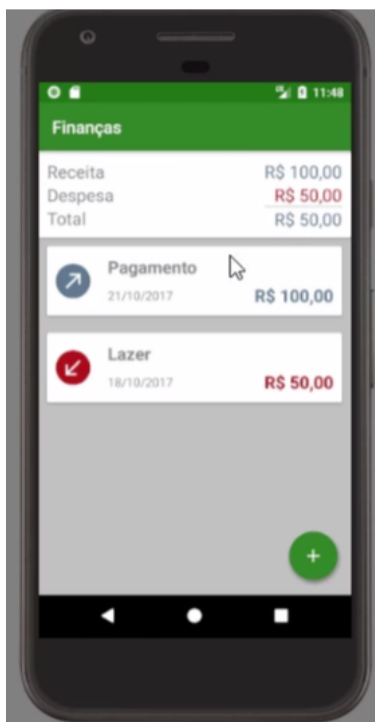 11:48
Finanças
Receita R$ 100,00
Despesa R$ 50,00
Total R$ 50,00
Pagamento
21/10/2017 R$ 100,00
Lazer
18/10/2017 R$ 50,00
+